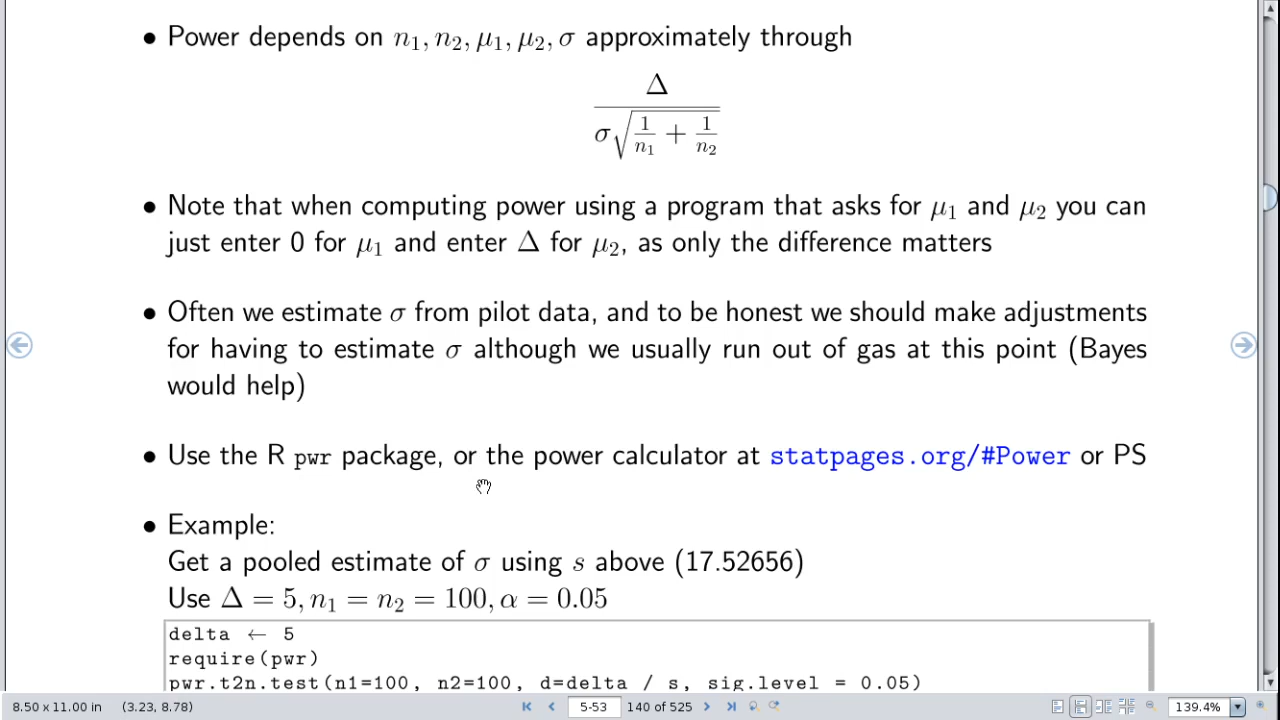 • Power depends on n1, n2, μ1, μ2, σ approximately through
Δ
σ√ 1/n1 + 1/n2
• Note that when computing power using a program that asks for μ1 and μ2 you can
just enter 0 for μ1 and enter Δ for μ2, as only the difference matters
• Often we estimate σ from pilot data, and to be honest we should make adjustments
for having to estimate σ although we usually run out of gas at this point (Bayes
would help)
• Use the R pwr package, or the power calculator at statpages.org/#Power or PS
• Example:
Get a pooled estimate of σ using s above (17.52656)
Use Δ = 5, n1 = n2 = 100, α = 0.05
delta ← 5
require(pwr)
pwr.t2n.test(n1=100, n2=100, d=delta / s, sig.level = 0.05)
8.50 x 11.00 in (3.23, 8.78) 5-53 140 of 525 139.4%